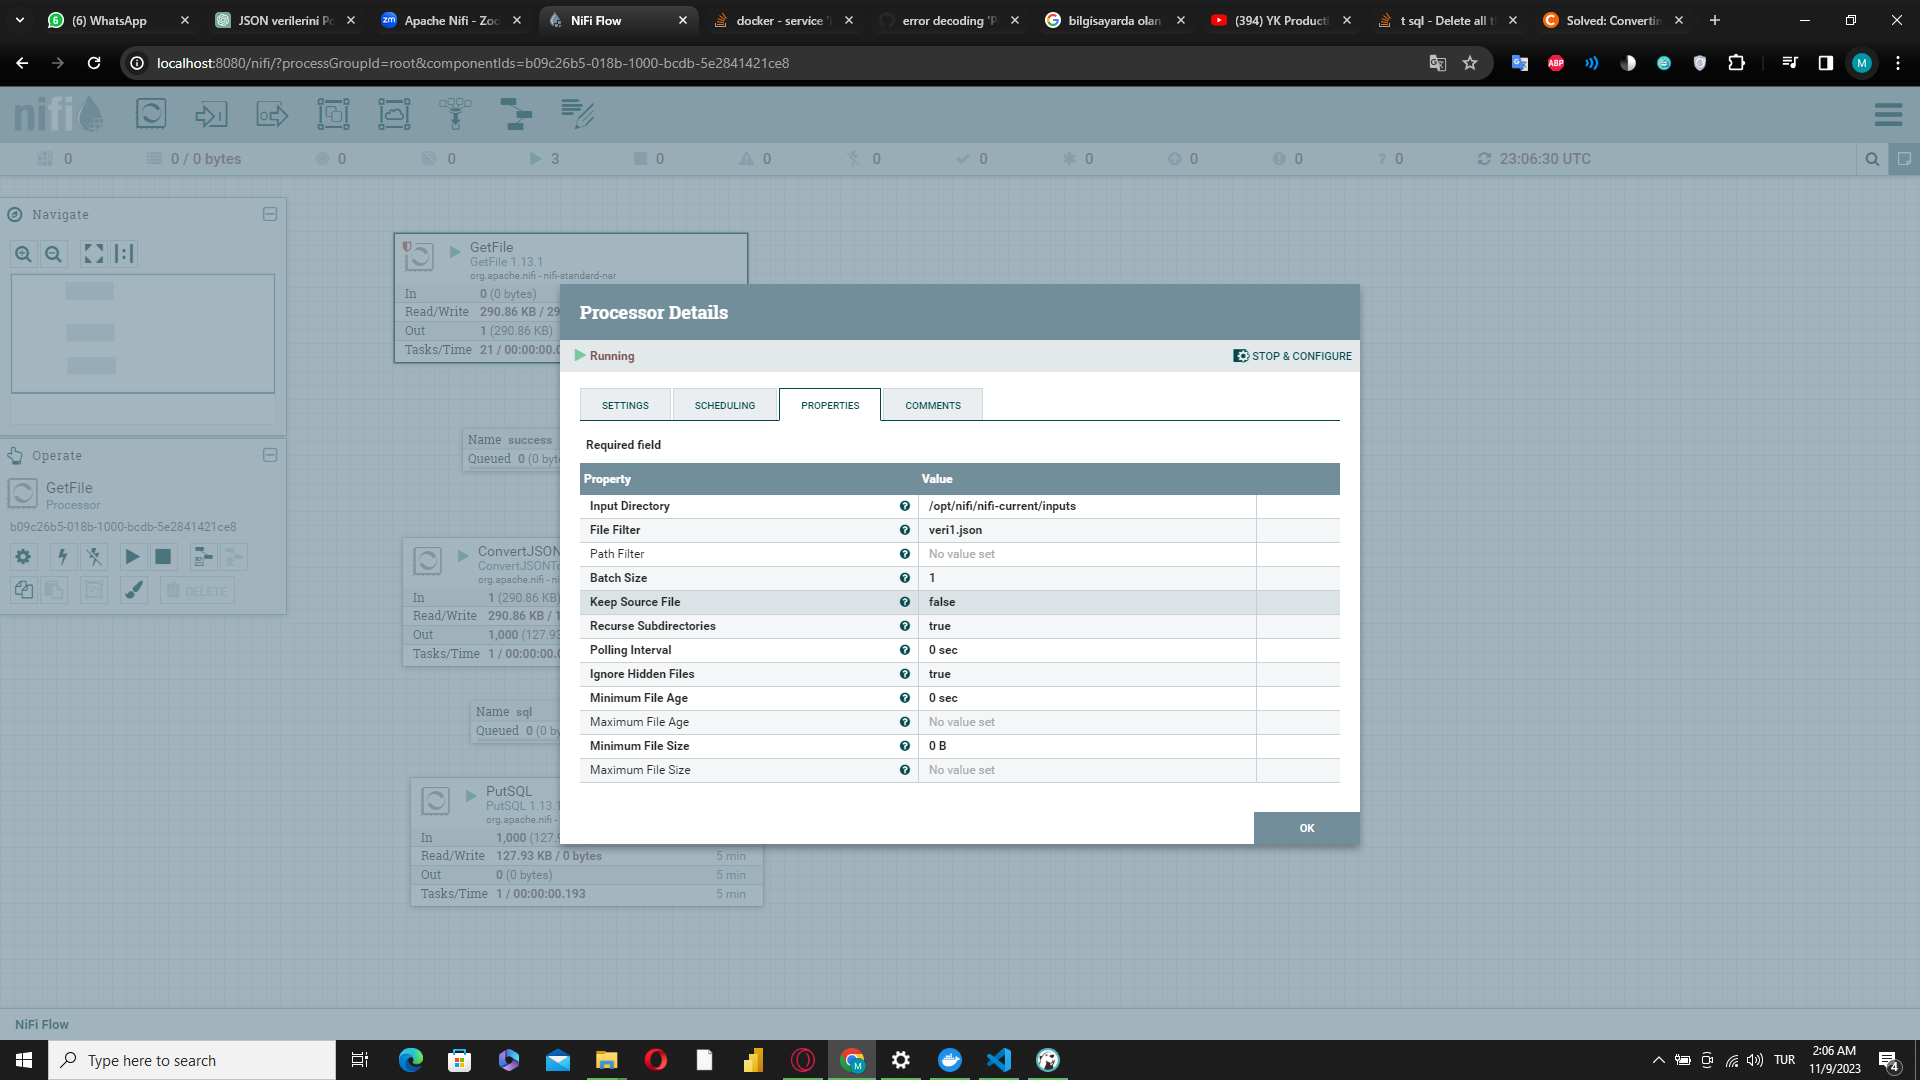 (6) WhatsApp
JSON verilerini Po
Apache Nifi - Zoo
NiFi Flow
docker - service 'i
error decoding 'P
bilgisayarda olan
(394) YK Producti
t sql - Delete all t
Solved: Convertin
localhost:8080/nifi/?processGroupId=root&componentIds=b09c26b5-018b-1000-bcdb-5e2841421ce8
ABP
M
nifi
0
0 / 0 bytes
0
0
3
0
0
0
0
0
0
0
0
23:06:30 UTC
Navigate
Operate
GetFile
Processor
b09c26b5-018b-1000-bcdb-5e2841421ce8
DELETE
GetFile
GetFile 1.13.1
org.apache.nifi - nifi-standard-nar
In 0 (0 bytes)
Read/Write 290.86 KB / 29
Out 1 (290.86 KB)
Tasks/Time 21 / 00:00:00.0
Name success
Queued 0 (0 byte
ConvertJSON
ConvertJSONTo
org.apache.nifi - ni
In 1 (290.86 KB)
Read/Write 290.86 KB / 1
Out 1,000 (127.93
Tasks/Time 1 / 00:00:00.0
Name sql
Queued 0 (0 by
PutSQL
PutSQL 1.13.1
org.apache.nifi -
In 1,000 (127.9
Read/Write 127.93 KB / 0 bytes 5 min
Out 0 (0 bytes) 5 min
Tasks/Time 1 / 00:00:00.193 5 min
Processor Details
Running
STOP & CONFIGURE
SETTINGS
SCHEDULING
PROPERTIES
COMMENTS
Required field
Property Value
Input Directory /opt/nifi/nifi-current/inputs
File Filter veri1.json
Path Filter No value set
Batch Size 1
Keep Source File false
Recurse Subdirectories true
Polling Interval 0 sec
Ignore Hidden Files true
Minimum File Age 0 sec
Maximum File Age No value set
Minimum File Size 0 B
Maximum File Size No value set
OK
NiFi Flow
Type here to search
TUR
2:06 AM
11/9/2023
4